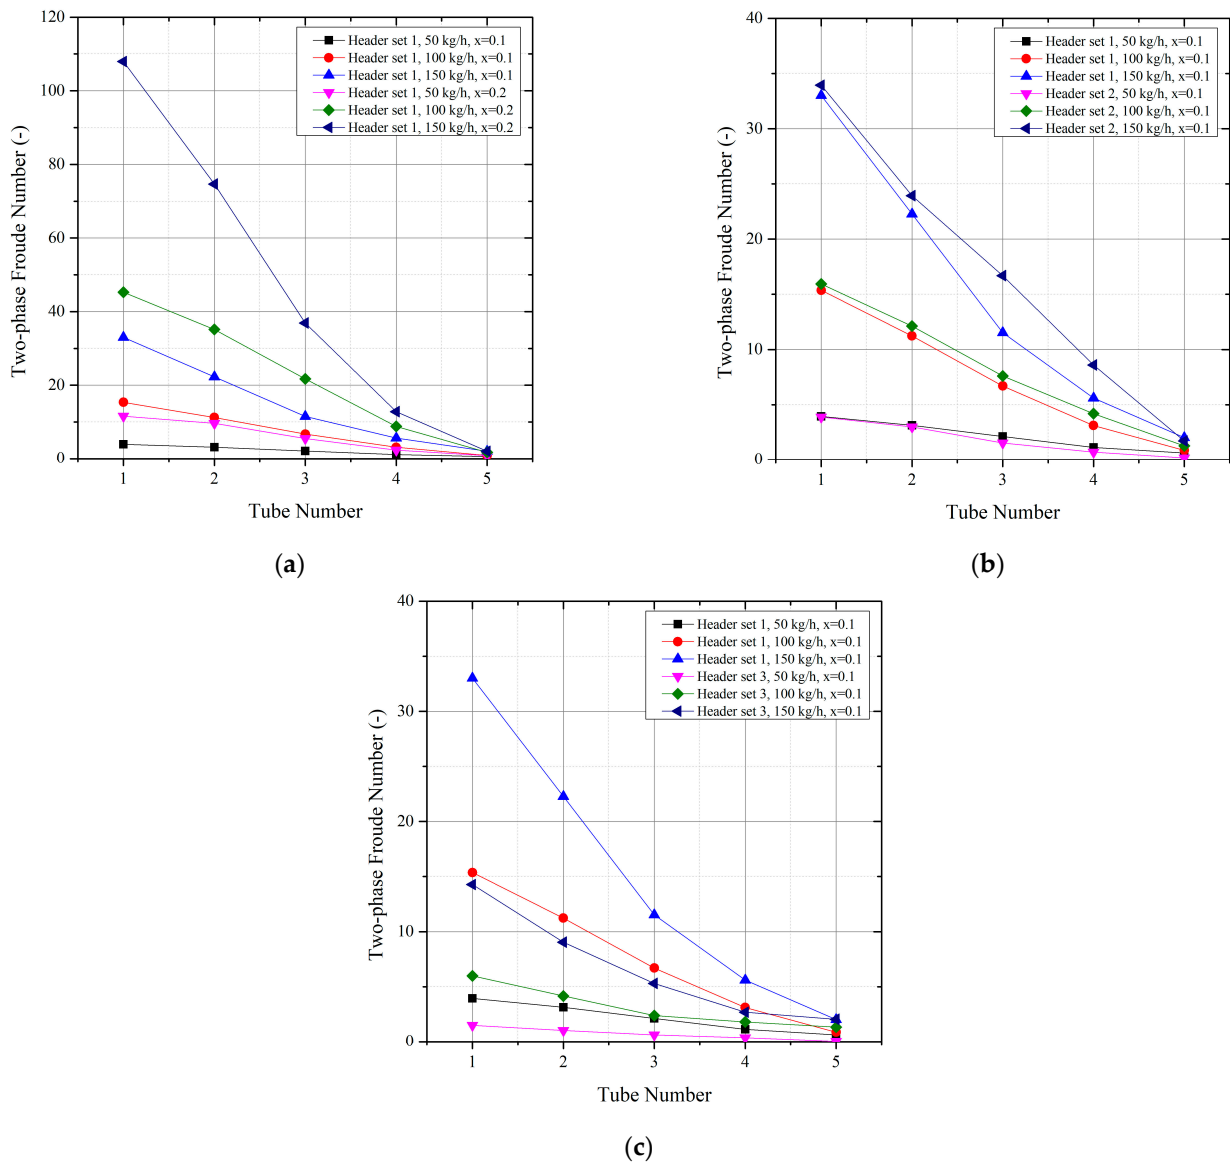 120
100
80
60
40
20
0
Two-phase Froude Number (-)
Header set 1, 50 kg/h, x=0.1
Header set 1, 100 kg/h, x=0.1
Header set 1, 150 kg/h, x=0.1
Header set 1, 50 kg/h, x=0.2
Header set 1, 100 kg/h, x=0.2
Header set 1, 150 kg/h, x=0.2
1 2 3 4 5
Tube Number
(a)
40
30
20
10
0
Two-phase Froude Number (-)
Header set 1, 50 kg/h, x=0.1
Header set 1, 100 kg/h, x=0.1
Header set 1, 150 kg/h, x=0.1
Header set 2, 50 kg/h, x=0.1
Header set 2, 100 kg/h, x=0.1
Header set 2, 150 kg/h, x=0.1
1 2 3 4 5
Tube Number
(b)
40
30
20
10
0
Two-phase Froude Number (-)
Header set 1, 50 kg/h, x=0.1
Header set 1, 100 kg/h, x=0.1
Header set 1, 150 kg/h, x=0.1
Header set 3, 50 kg/h, x=0.1
Header set 3, 100 kg/h, x=0.1
Header set 3, 150 kg/h, x=0.1
1 2 3 4 5
Tube Number
(c)